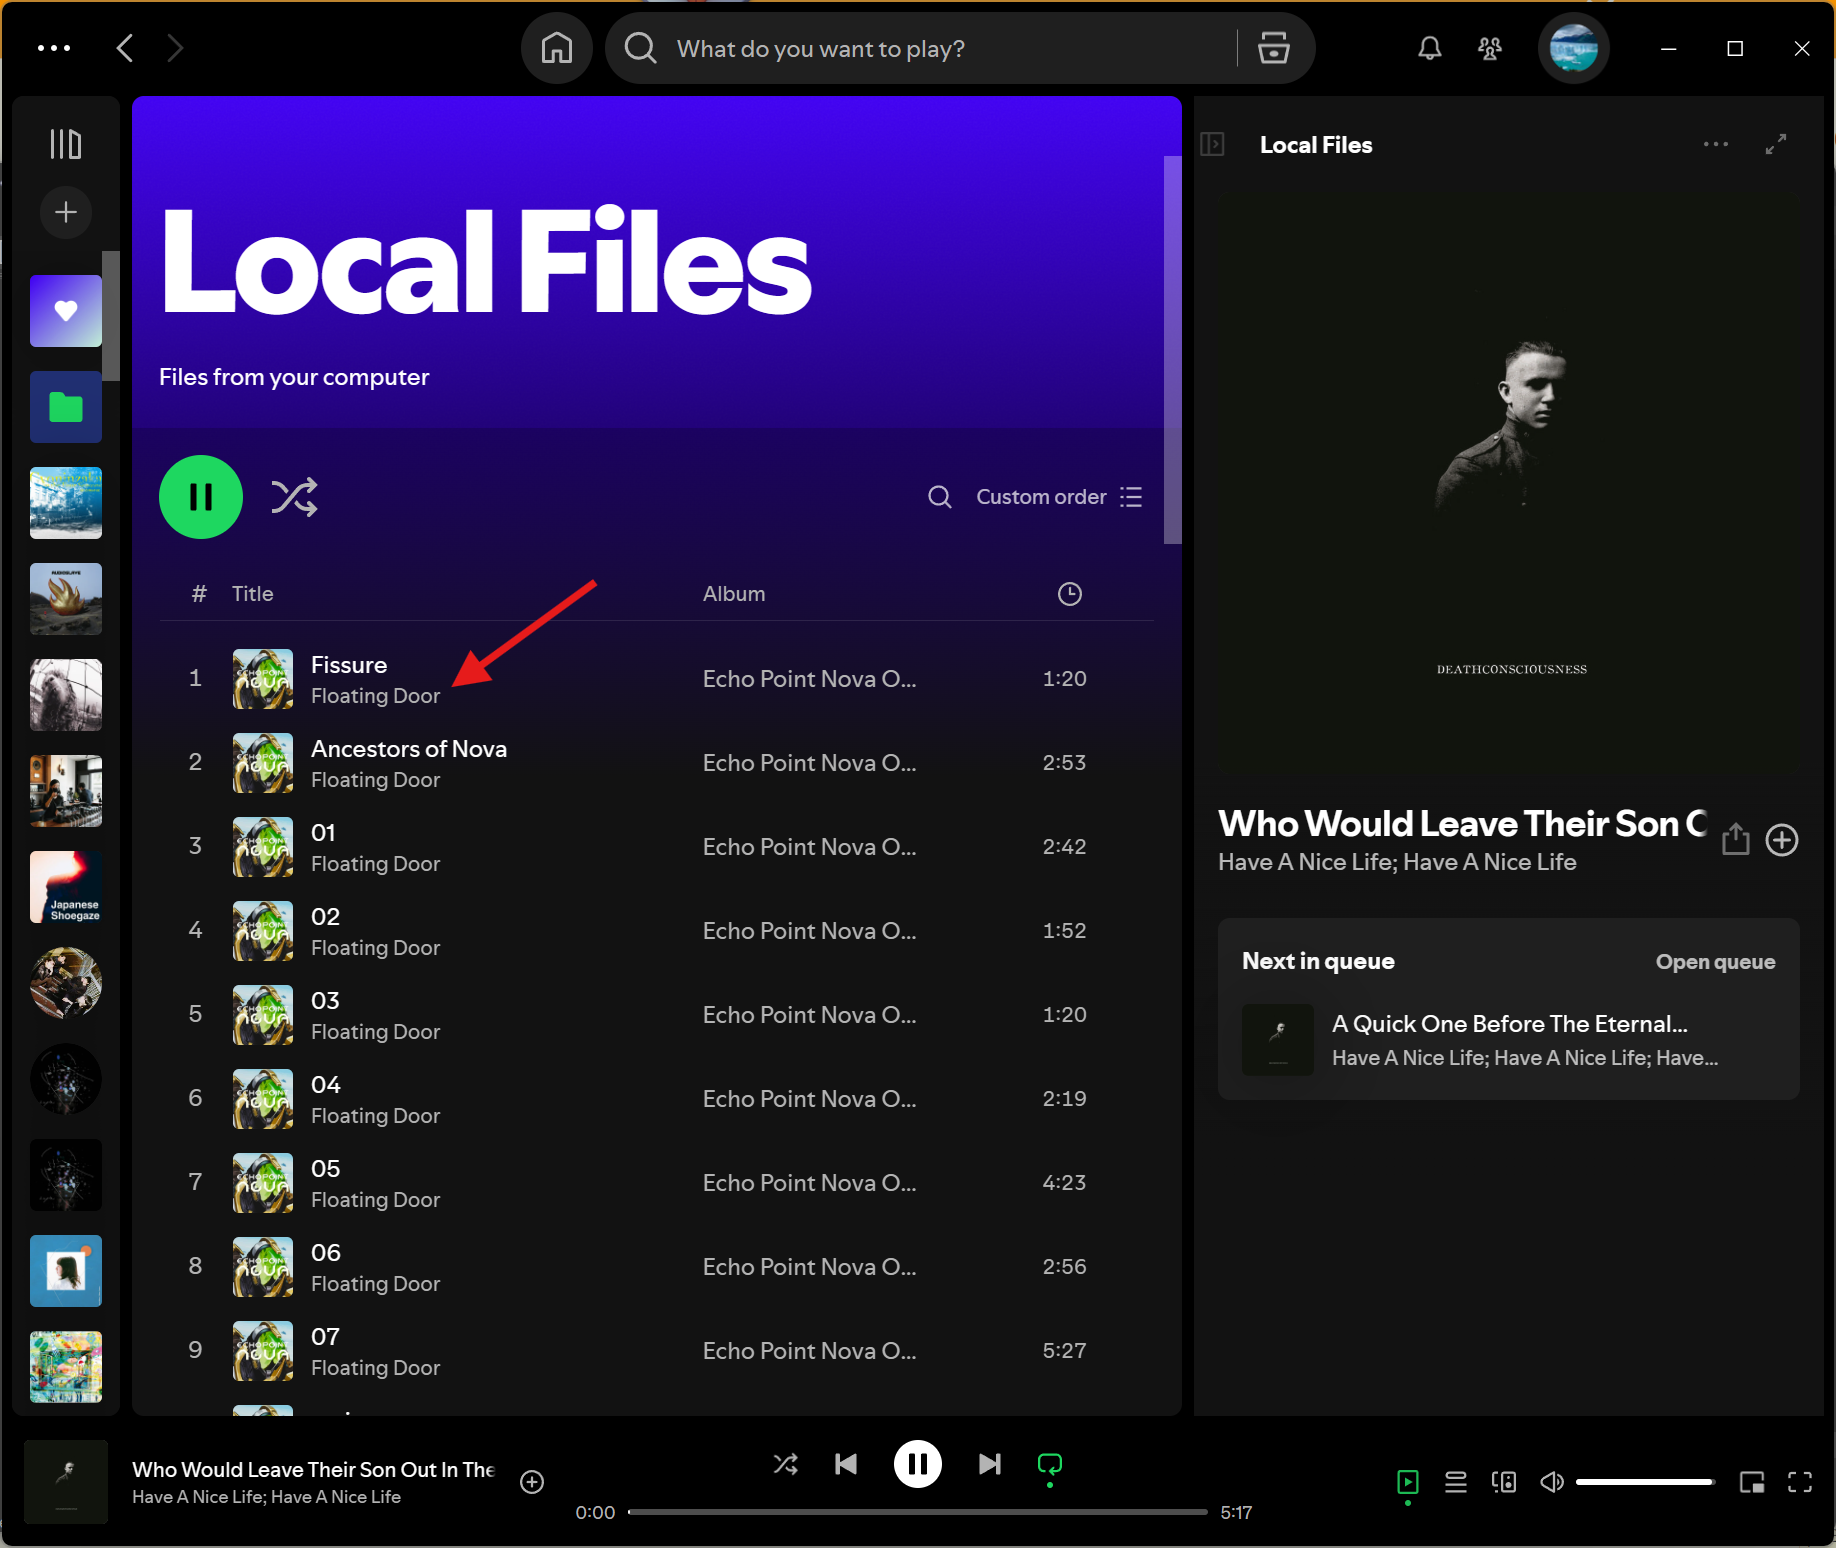 What do you want to play?
Local Files
Files from your computer
Custom order
# Title Album
1 Fissure Echo Point Nova O... 1:20
Floating Door
2 Ancestors of Nova Echo Point Nova O... 2:53
Floating Door
3 01 Echo Point Nova O... 2:42
Floating Door
4 02 Echo Point Nova O... 1:52
Floating Door
5 03 Echo Point Nova O... 1:20
Floating Door
6 04 Echo Point Nova O... 2:19
Floating Door
7 05 Echo Point Nova O... 4:23
Floating Door
8 06 Echo Point Nova O... 2:56
Floating Door
9 07 Echo Point Nova O... 5:27
Floating Door
AUDIOSLAVE
Japanese
Shoegaze
Local Files
DEATHCONSCIOUSNESS
Who Would Leave Their Son O
Have A Nice Life; Have A Nice Life
Next in queue
Open queue
A Quick One Before The Eternal...
Have A Nice Life; Have A Nice Life; Have...
Who Would Leave Their Son Out In The
Have A Nice Life; Have A Nice Life
0:00
5:17